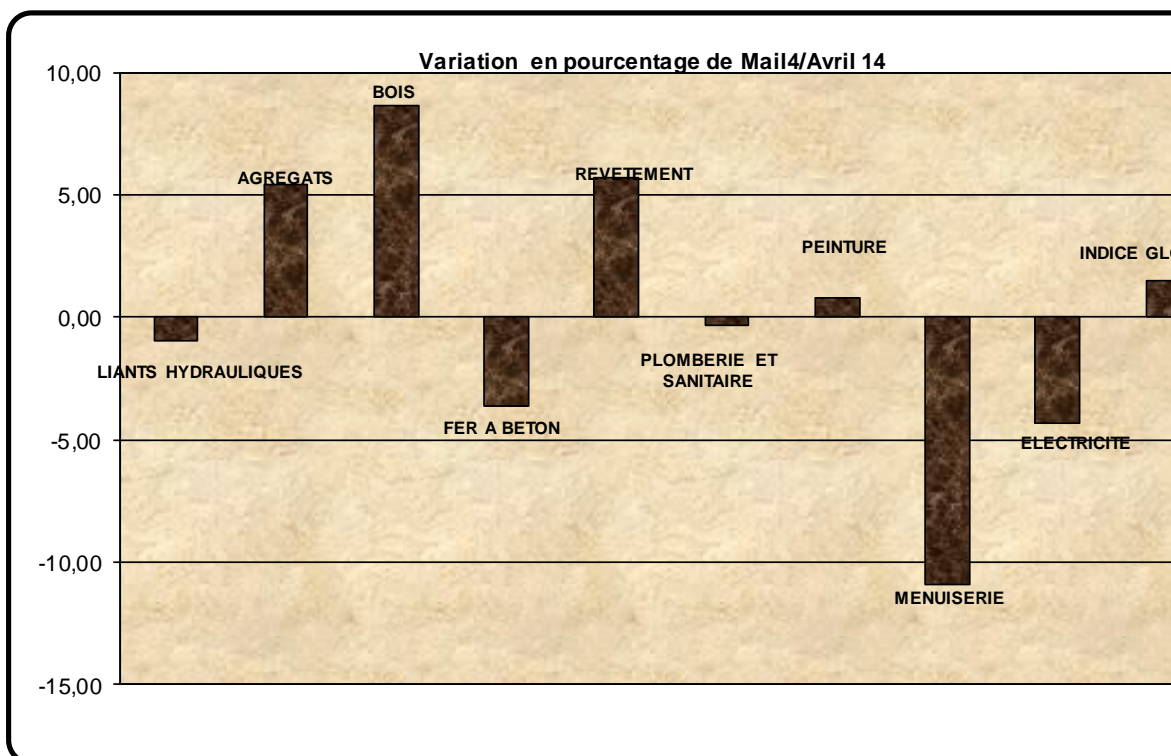 Variation en pourcentage de Mail4/Avril 14
10,00
5,00
0,00
-5,00
-10,00
-15,00
BOIS
AGREGATS
REVETEMENT
PEINTURE
INDICE
LIANTS HYDRAULIQUES
PLOMBERIE ET
SANITAIRE
FER A BETON
ELECTRICITE
MENUISERIE